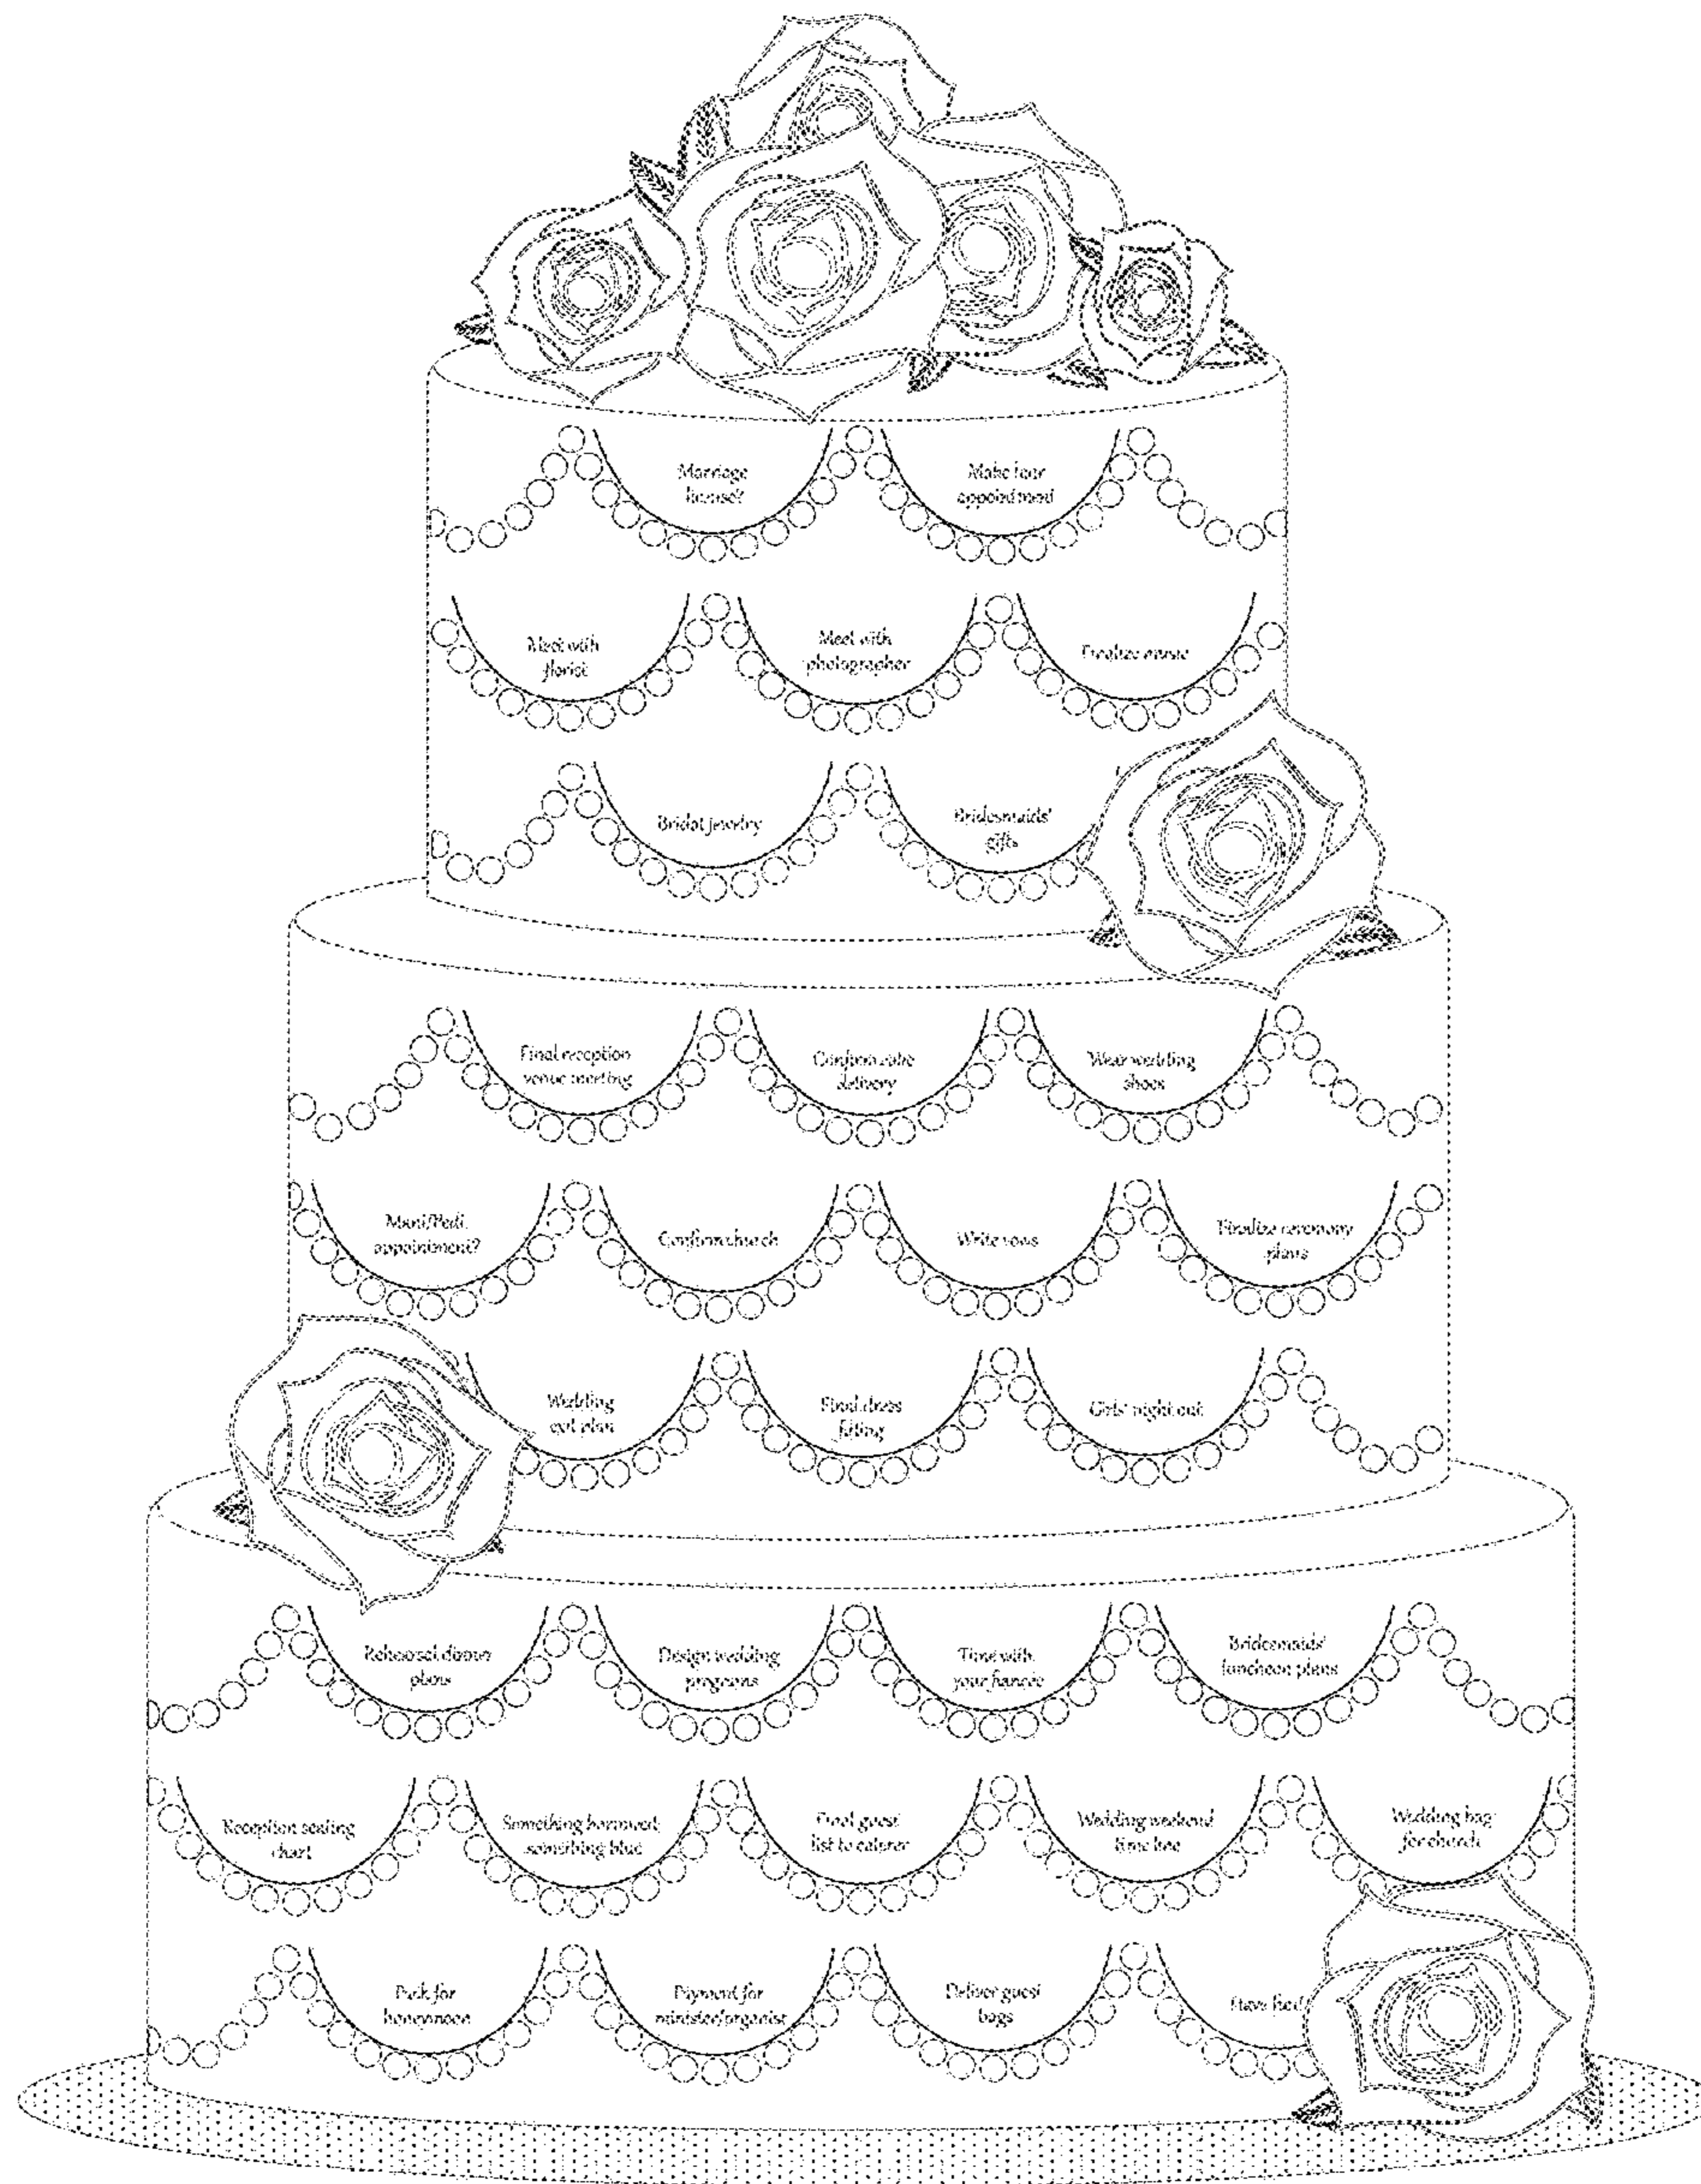 Marriage
license?
Make hair
appointment
Meet with
florist
Meet with
photographer
Finalize music
Bridal jewelry
Bridesmaids'
gifts
Final reception
venue meeting
Confirm cake
delivery
Wear wedding
shoes
Mani/Pedi
appointment?
Confirm church
Write vows
Finalize ceremony
plans
Wedding
exit plan
Final dress
fitting
Girls' night out
Rehearsal dinner
plans
Design wedding
programs
Time with
your fiancée
Bridesmaids'
luncheon plans
Reception seating
chart
Something borrowed,
something blue
Final guest
list to caterer
Wedding weekend
time line
Wedding bag
for church
Pack for
honeymoon
Payment for
minister/organist
Deliver guest
bags
Have